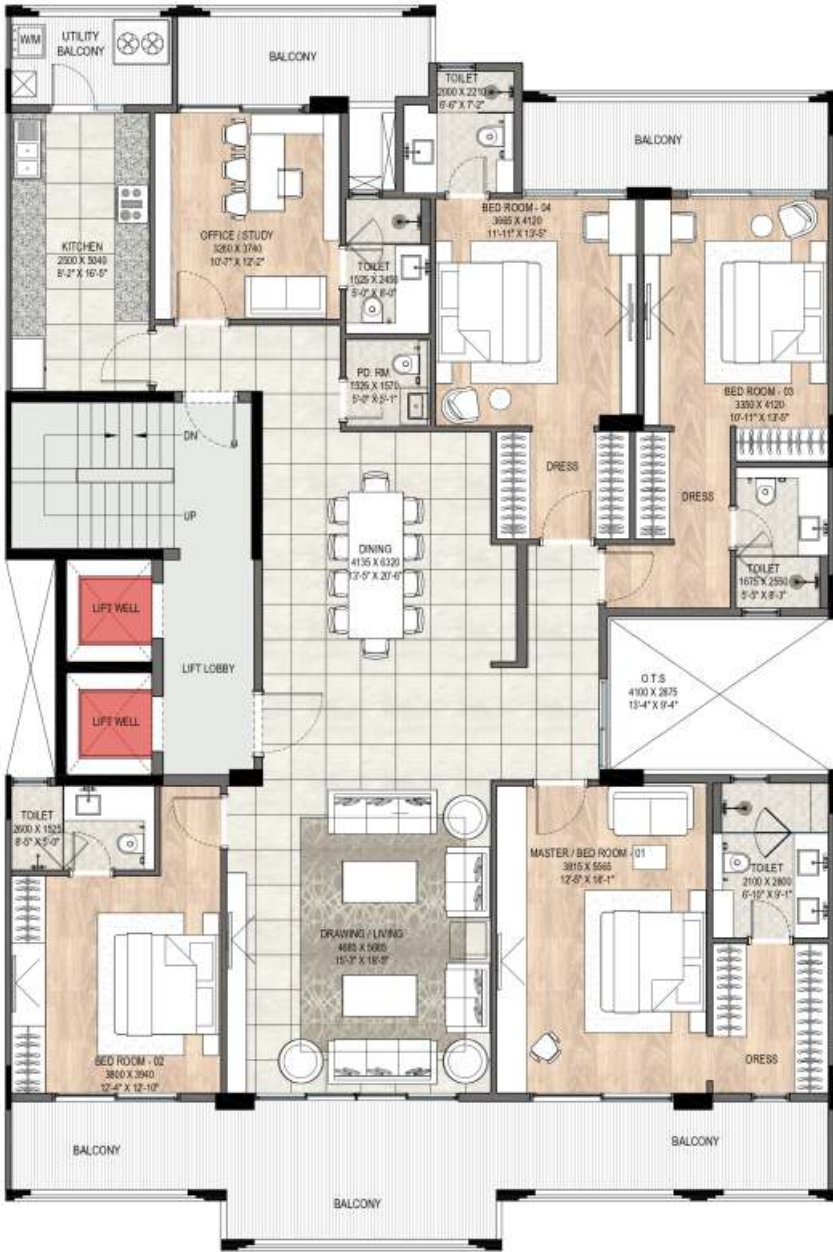 W/M
UTILITY
BALCONY
BALCONY
TOILET
2000 X 2210
6'-6" X 7'-2"
BALCONY
KITCHEN
2500 X 5040
8'-2" X 16'-5"
OFFICE / STUDY
3260 X 3740
10'-7" X 12'-2"
TOILET
1525 X 2450
5'-0" X 8'-0"
BED ROOM - 04
3665 X 4120
11'-11" X 13'-5"
BED ROOM - 03
3350 X 4120
10'-11" X 13'-5"
PD. RM.
1525 X 1570
5'-0" X 5'-1"
DN
UP
DRESS
DRESS
DINING
4135 X 6320
13'-5" X 20'-6"
TOILET
1675 X 2550
5'-5" X 8'-3"
LIFT WELL
LIFT LOBBY
LIFT WELL
O.T.S
4100 X 2875
13'-4" X 9'-4"
TOILET
2600 X 1525
8'-5" X 5'-0"
MASTER / BED ROOM - 01
3815 X 5565
12'-5" X 18'-1"
TOILET
2100 X 2800
6'-10" X 9'-1"
DRAWING / LIVING
4685 X 5685
BED ROOM - 02
3800 X 3940
12'-4" X 12'-10"
DRESS
BALCONY
BALCONY
BALCONY